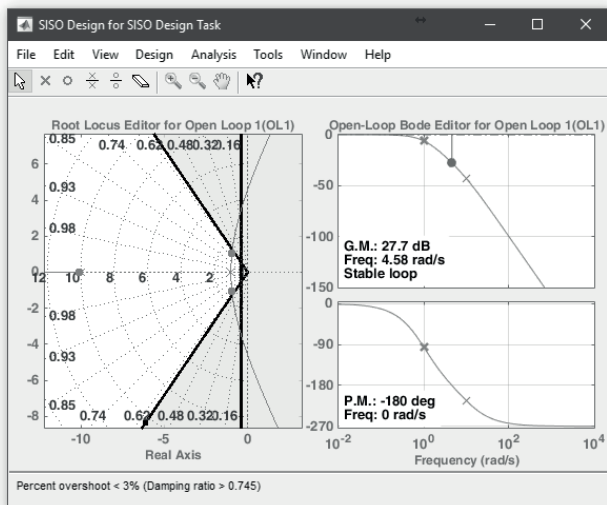 SISO Design for SISO Design Task
File Edit View Design Analysis Tools Window Help
Root Locus Editor for Open Loop 1(OL1)
0.85 0.74 0.62 0.48 0.32 0.16
0.93
0.98
12 10 8 6 4 2
0.98
0.93
0.85 0.74 0.62 0.48 0.32 0.16
6
4
2
0
-2
-4
-6
-8
-10 -5 0
Real Axis
Open-Loop Bode Editor for Open Loop 1(OL1)
0
-50
-100
-150
G.M.: 27.7 dB
Freq: 4.58 rad/s
Stable loop
0
-90
-180
-270
P.M.: -180 deg
Freq: 0 rad/s
10-2 100 102 104
Frequency (rad/s)
Percent overshoot < 3% (Damping ratio > 0.745)